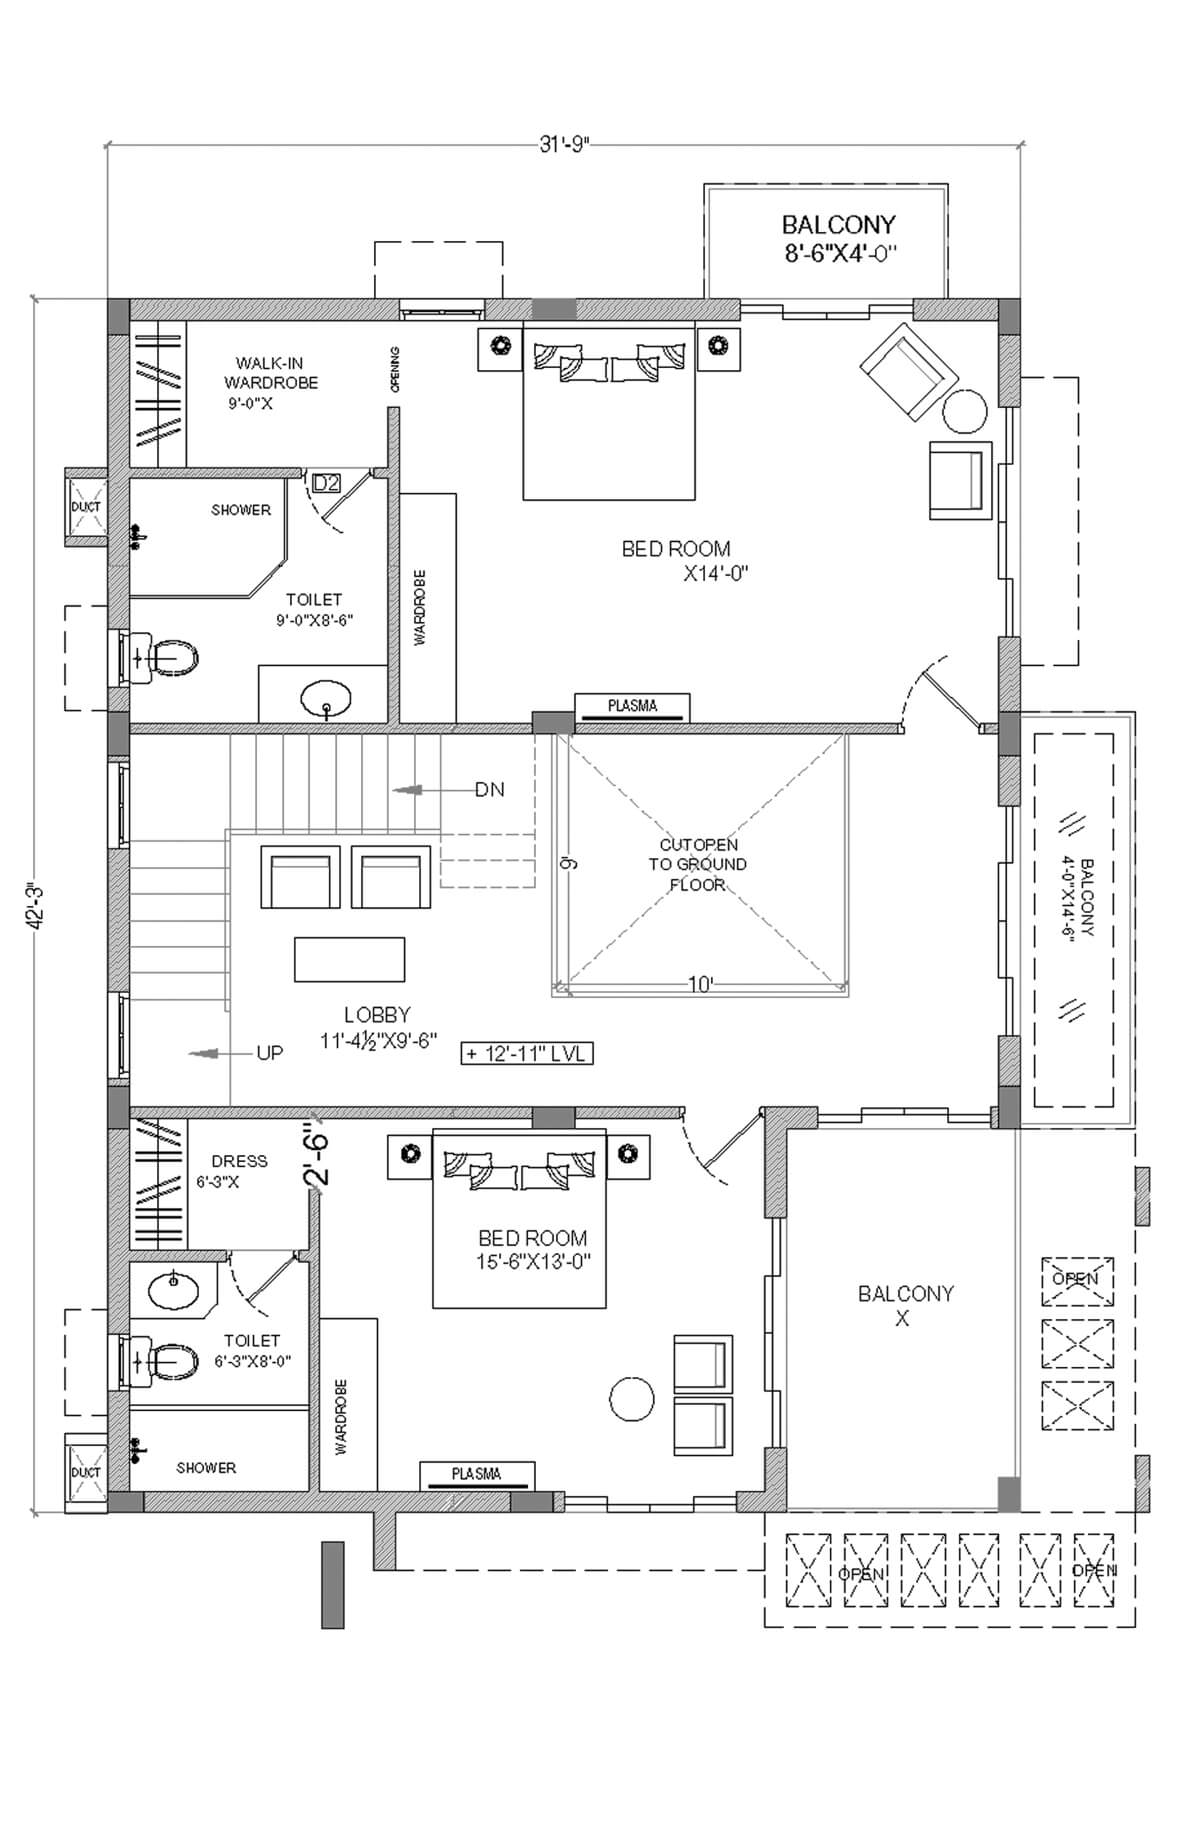 31'-9"
BALCONY
8'-6"X4'-0"
WALK-IN
WARDROBE
9'-0"X
OPENING
D2
DUCT
SHOWER
BED ROOM
X14'-0"
TOILET
9'-0"X8'-6"
WARDROBE
PLASMA
DN
CUTOPEN
TO GROUND
FLOOR
9'
10'
BALCONY
4'-0"X14'-6"
42'-3"
LOBBY
11'-4½"X9'-6"
+ 12'-11" LVL
UP
2'-6"
DRESS
6'-3"X
BED ROOM
15'-6"X13'-0"
OPEN
BALCONY
X
TOILET
6'-3"X8'-0"
WARDROBE
DUCT
SHOWER
PLASMA
OPEN
OPEN